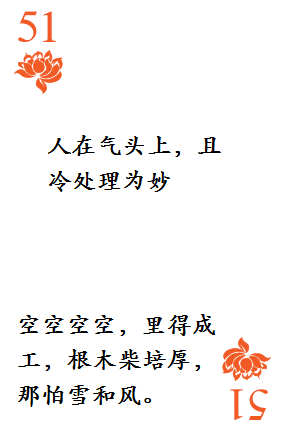 51
人在气头上，且
冷处理为妙
空空空空，里得成
工，根木柴培厚，
那怕雪和风。
51